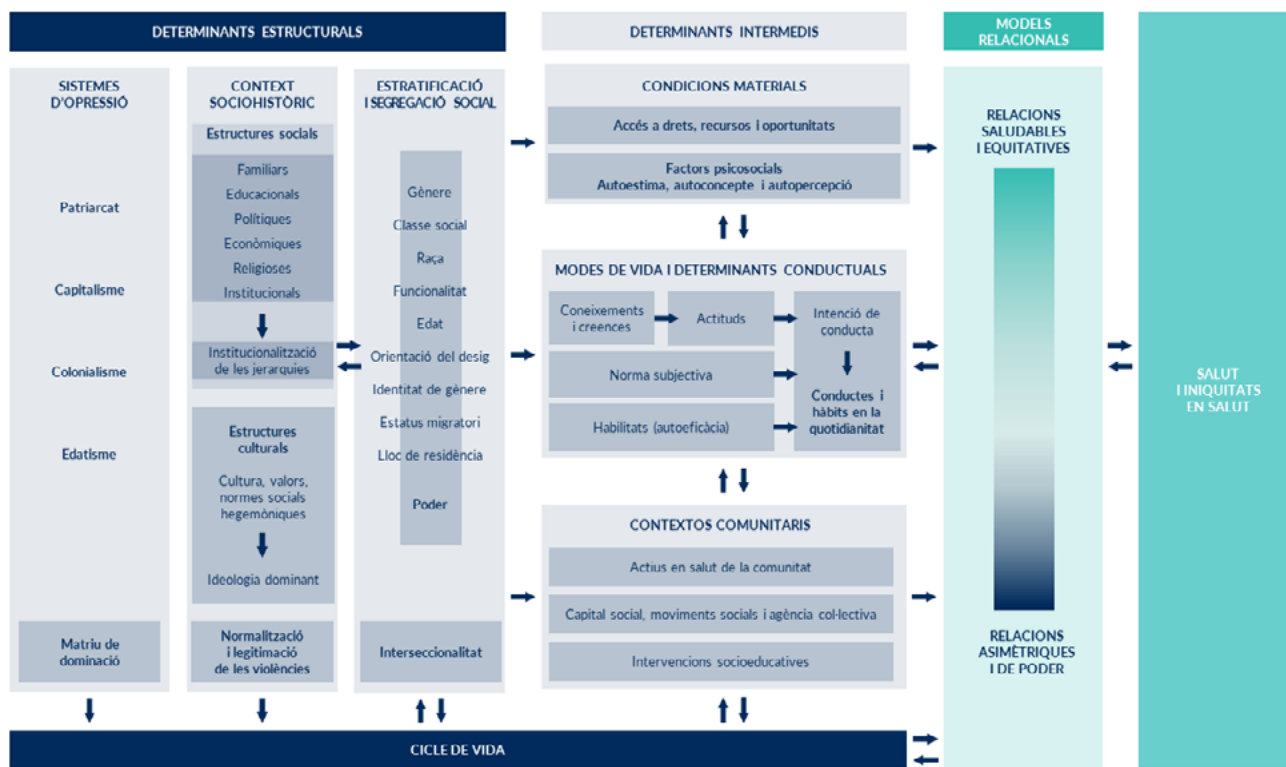 DETERMINANTS ESTRUCTURALS
SISTEMES
D'OPRESSIÓ
Patriarcat
Capitalisme
Colonialisme
Edatisme
Matriu de
dominació
CONTEXT
SOCIOHISTÒRIC
Estructures socials
Familiars
Educacionals
Polítiques
Econòmiques
Religioses
Institucionals
Institucionalització
de les jerarquies
Estructures
culturals
Cultura, valors,
normes socials
hegemòniques
Ideologia dominant
Normalització
i legitimació
de les violències
ESTRATIFICACIÓ
I SEGREGACIÓ SOCIAL
Gènere
Classe social
Raça
Funcionalitat
Edat
Orientació del desig
Identitat de gènere
Estatus migratori
Lloc de residència
Poder
Interseccionalitat
DETERMINANTS INTERMEDIS
CONDICIONS MATERIALS
Accés a drets, recursos i oportunitats
Factors psicosocials
Autoestima, autoconcepte i autopercepció
MODES DE VIDA I DETERMINANTS CONDUCTUALS
Coneixements
i creences
Actituds
Intenció de
conducta
Norma subjectiva
Habilitats (autoeficàcia)
Conductes i
hàbits en la
quotidianitat
CONTEXTOS COMUNITARIS
Actius en salut de la comunitat
Capital social, moviments socials i agència col·lectiva
Intervencions socioeducatives
MODELS
RELACIONALS
RELACIONS
SALUDABLES
I EQUITATIVES
RELACIONS
ASIMÈTRIQUES
I DE PODER
SALUT
I INIQUITATS
EN SALUT
CICLE DE VIDA